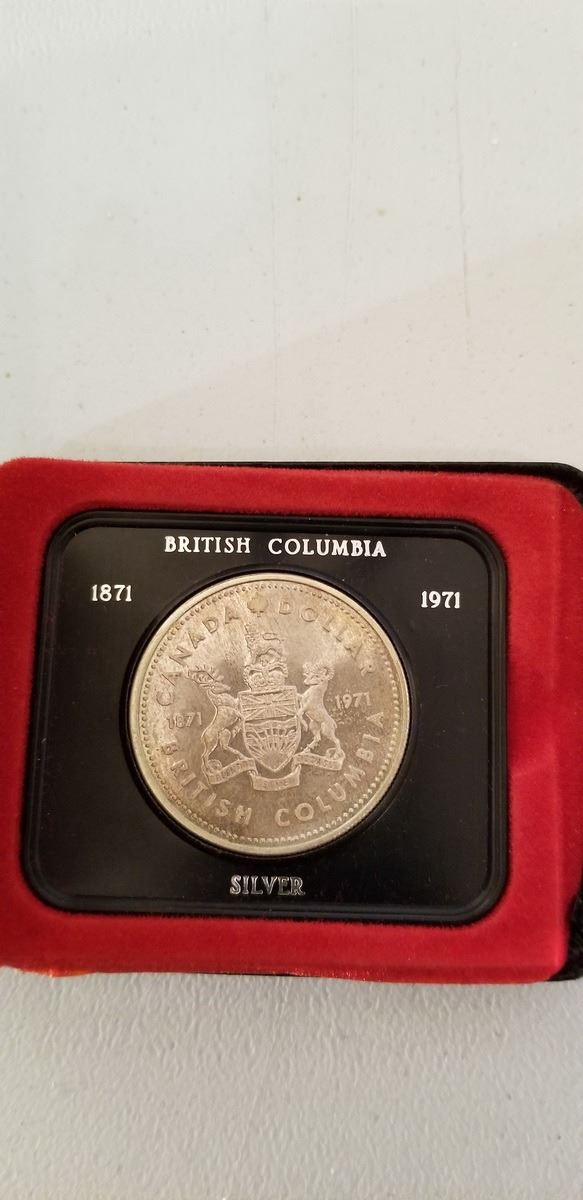 BRITISH COLUMBIA
1871
1971
CANADA DOLLAR
1871
1971
BRITISH COLUMBIA
SILVER